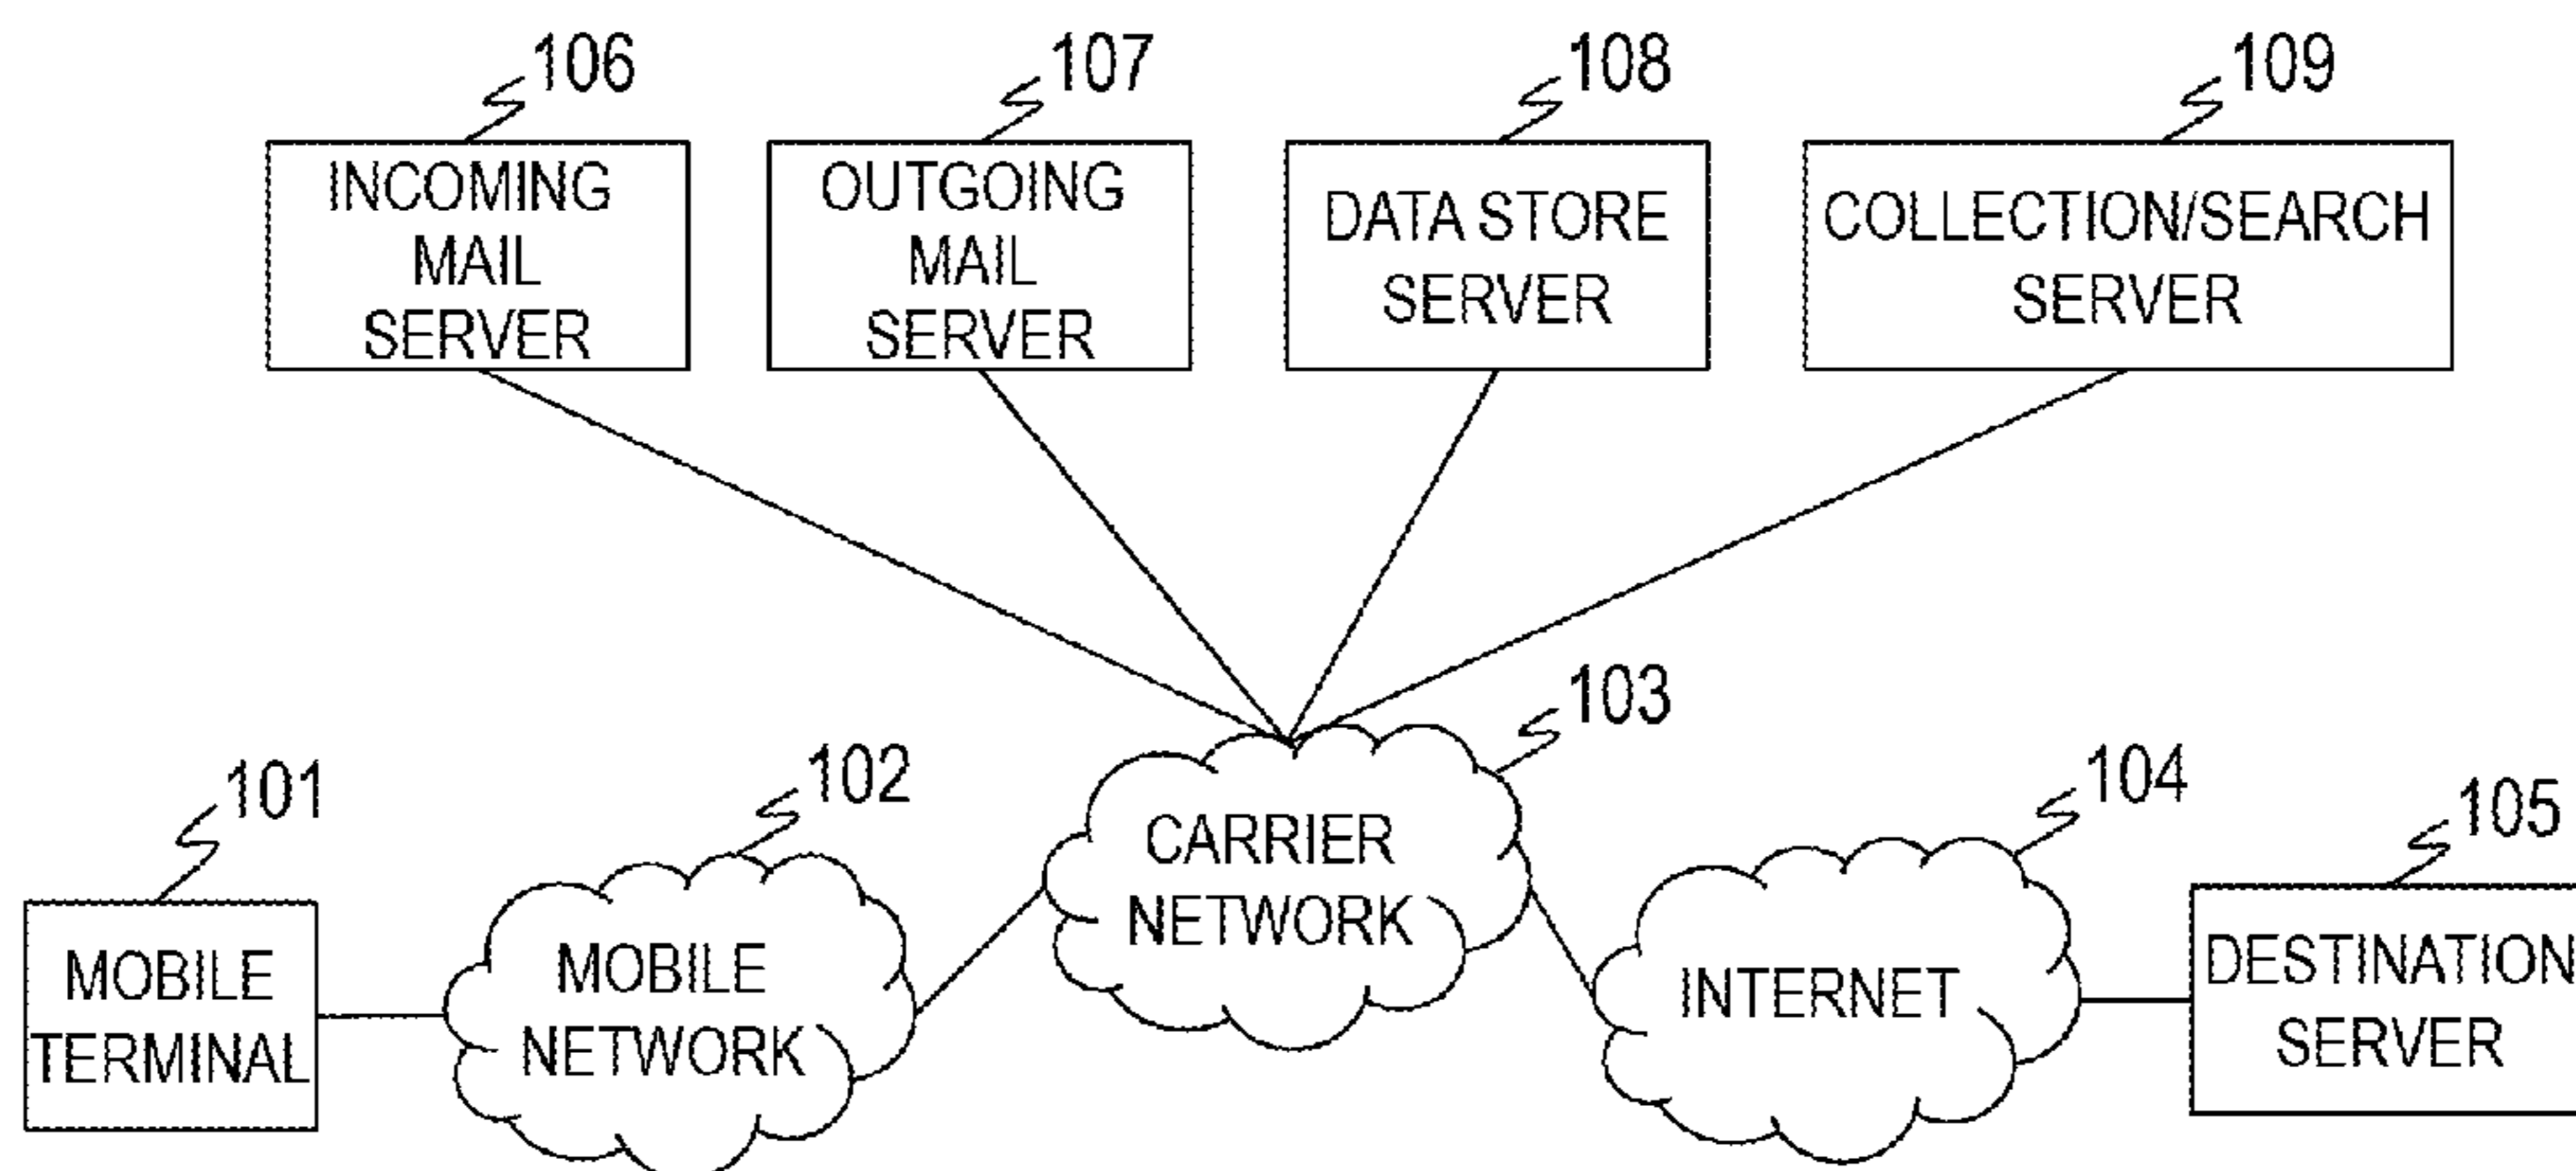 106
107
108
109
INCOMING
MAIL
SERVER
OUTGOING
MAIL
SERVER
DATA STORE
SERVER
COLLECTION/SEARCH
SERVER
103
101
102
104
105
CARRIER
NETWORK
MOBILE
TERMINAL
MOBILE
NETWORK
INTERNET
DESTINATION
SERVER